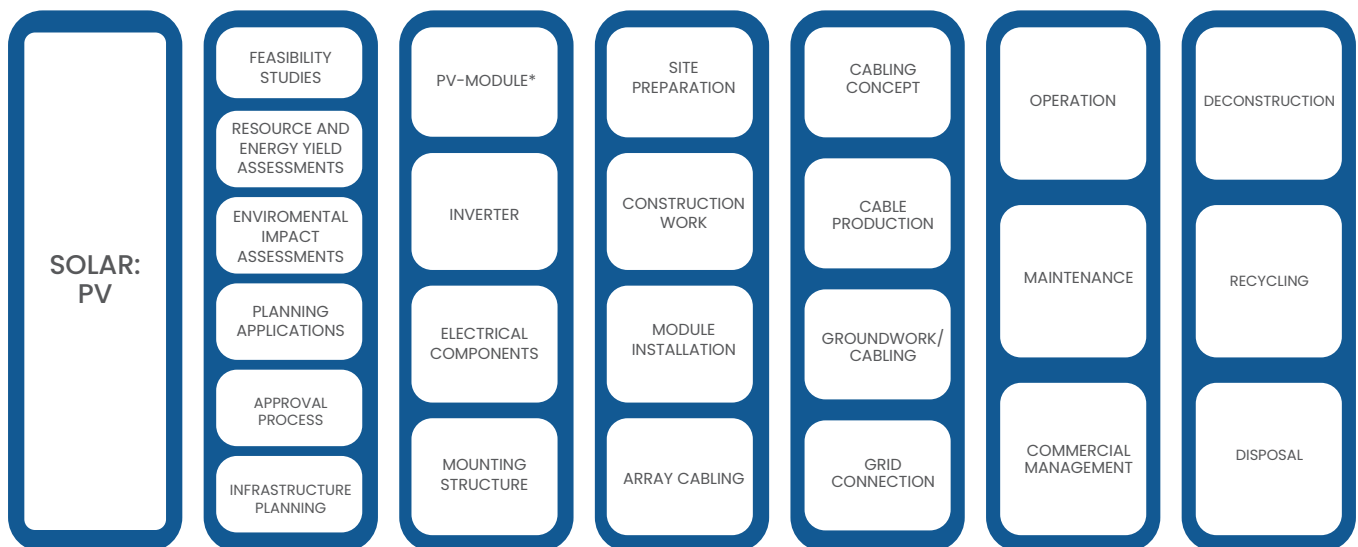 SOLAR:
PV
FEASIBILITY
STUDIES
RESOURCE AND
ENERGY YIELD
ASSESSMENTS
ENVIROMENTAL
IMPACT
ASSESSMENTS
PLANNING
APPLICATIONS
APPROVAL
PROCESS
INFRASTRUCTURE
PLANNING
PV-MODULE*
INVERTER
ELECTRICAL
COMPONENTS
MOUNTING
STRUCTURE
SITE
PREPARATION
CONSTRUCTION
WORK
MODULE
INSTALLATION
ARRAY CABLING
CABLING
CONCEPT
CABLE
PRODUCTION
GROUNDWORK/
CABLING
GRID
CONNECTION
OPERATION
MAINTENANCE
COMMERCIAL
MANAGEMENT
DECONSTRUCTION
RECYCLING
DISPOSAL